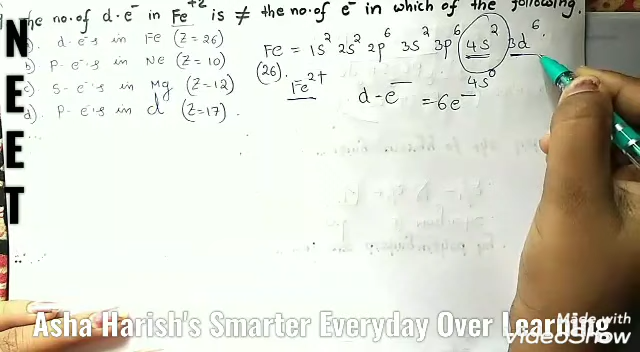 the no. of d-e⁻ in Fe⁺² is ≠ the no. of e⁻ in which of the following.
a). d-e⁻s in Fe (Z=26)
b) P-e⁻s in Ne (Z=10)
c) S-e⁻s in Mg (Z=12)
d). P-e⁻s in Cl (Z=17)
Fe = 1s² 2s² 2p⁶ 3s² 3p⁶ 4s² 3d⁶.
(26).
Fe²⁺
4s⁰
d-e⁻ = 6e⁻
NEET
Asha Harish's Smarter Everyday Over Learning
Made with
VideoShow